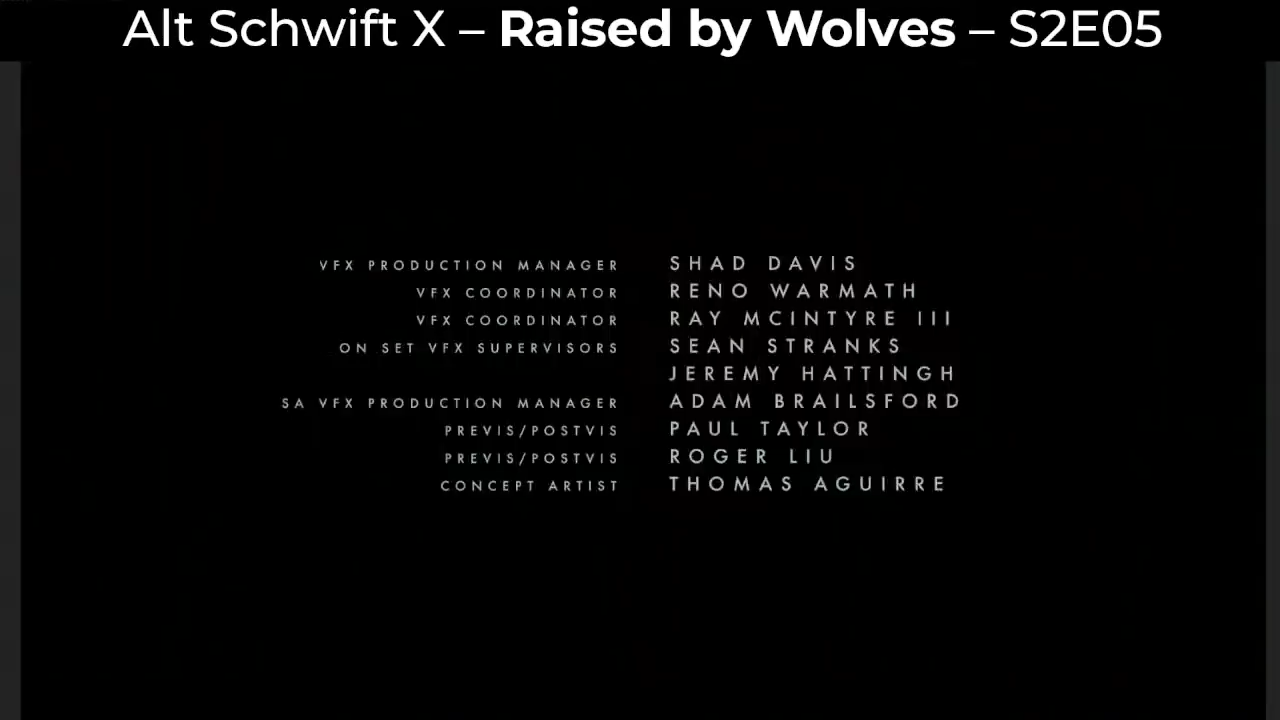 Alt Schwift X – Raised by Wolves – S2E05
VFX PRODUCTION MANAGER SHAD DAVIS
VFX COORDINATOR RENO WARMATH
VFX COORDINATOR RAY MCINTYRE III
ON SET VFX SUPERVISORS SEAN STRANKS
JEREMY HATTINGH
SA VFX PRODUCTION MANAGER ADAM BRAILSFORD
PREVIS/POSTVIS PAUL TAYLOR
PREVIS/POSTVIS ROGER LIU
CONCEPT ARTIST THOMAS AGUIRRE